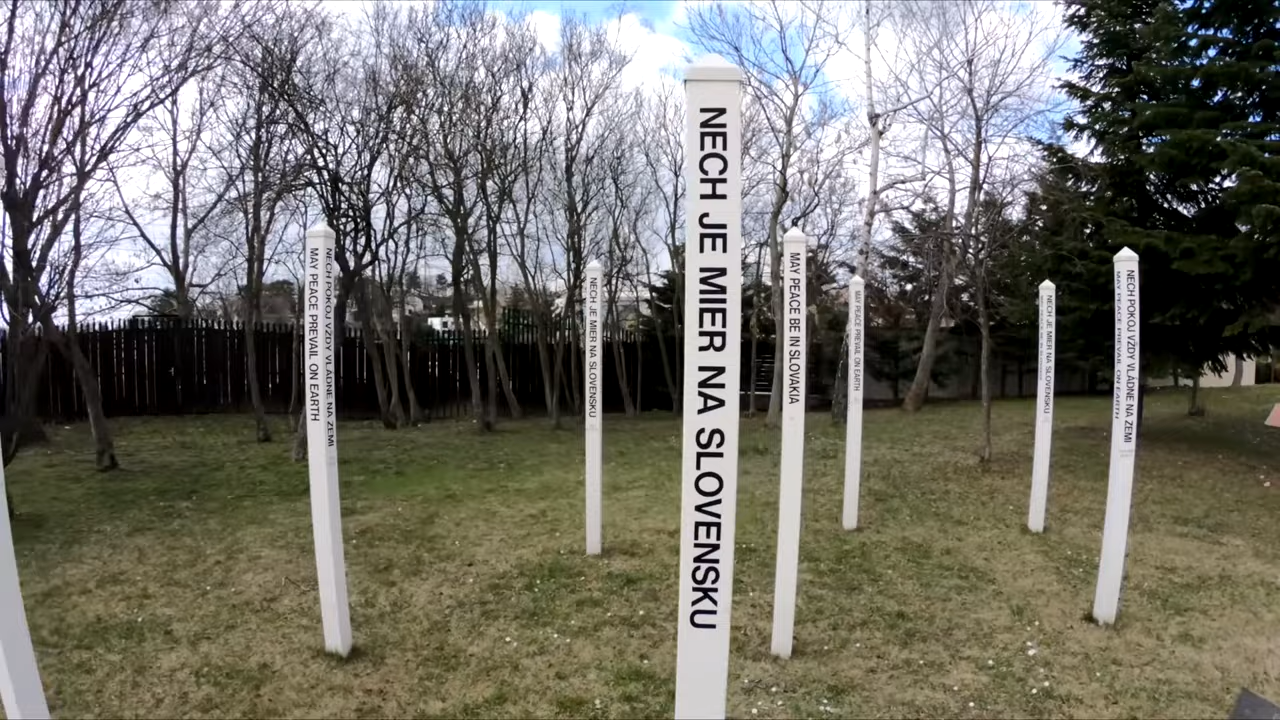 MAY PEACE PREVAIL ON EARTH
NECH POKOJ VŽDY VLÁDNE NA ZEMI
NECH JE MIER NA SLOVENSKU
NECH JE MIER NA SLOVENSKU
MAY PEACE BE IN SLOVAKIA
MAY PEACE PREVAIL ON EARTH
NECH JE MIER NA SLOVENSKU
MAY PEACE PREVAIL ON EARTH
NECH POKOJ VŽDY VLÁDNE NA ZEMI